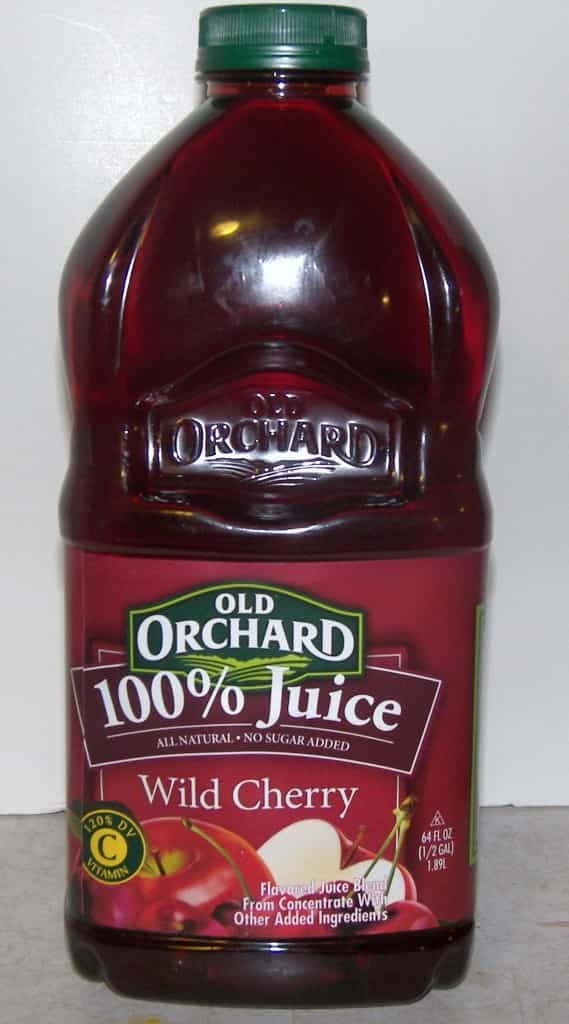 OLD
ORCHARD
OLD
ORCHARD
100% Juice
ALL NATURAL • NO SUGAR ADDED
Wild Cherry
120% DV
C
VITAMIN
K
64 FL OZ
(1/2 GAL)
1.89L
Flavored Juice Blend
From Concentrate With
Other Added Ingredients